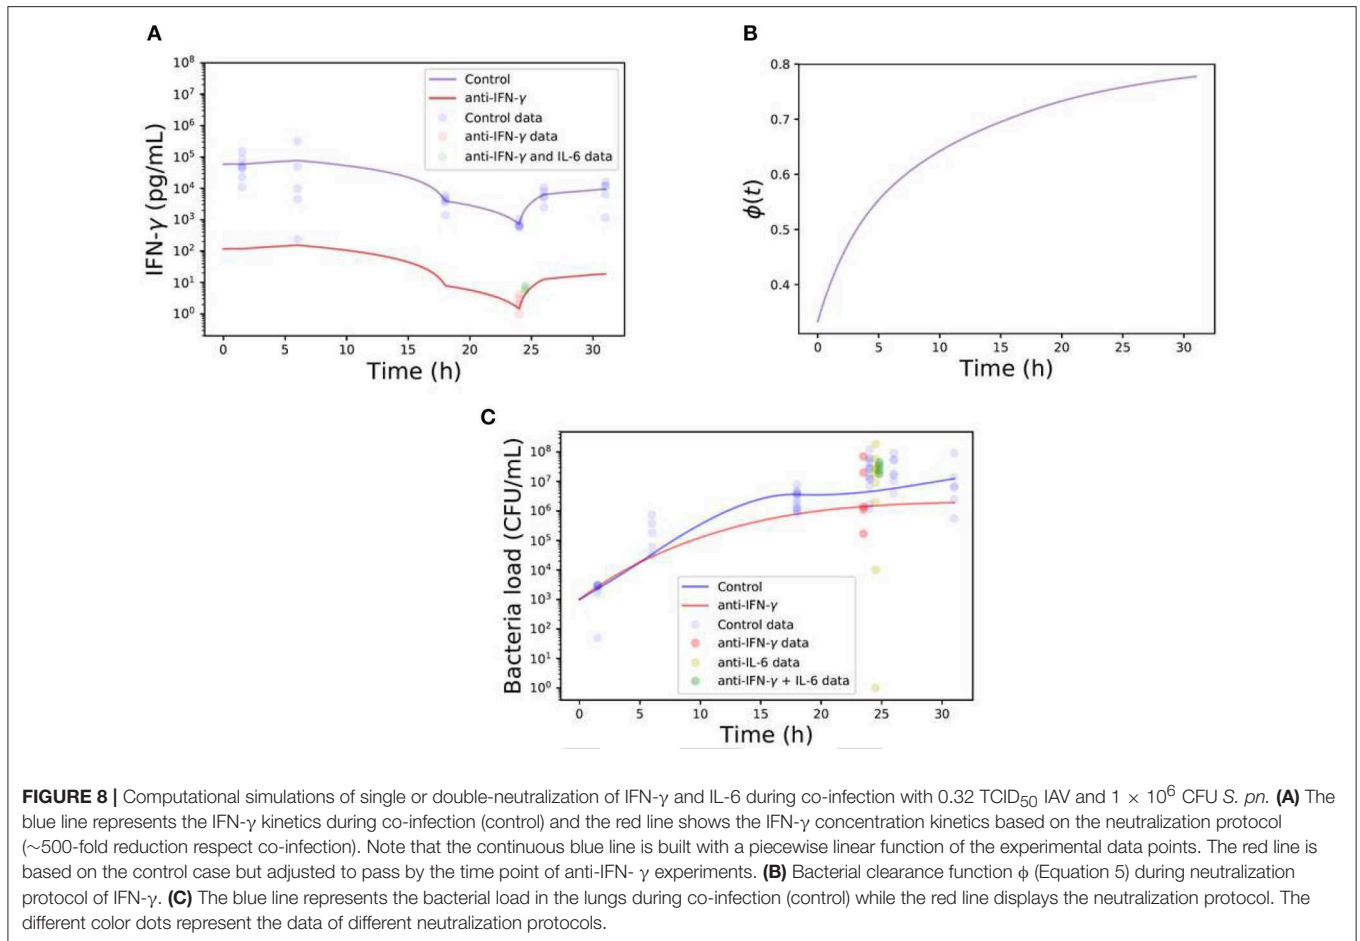 A
10⁸
10⁷
10⁶
10⁵
10⁴
10³
10²
10¹
10⁰
IFN-γ (pg/mL)
Control
anti-IFN-γ
Control data
anti-IFN-γ data
anti-IFN-γ and IL-6 data
0 5 10 15 20 25 30
Time (h)
B
0.8
0.7
0.6
0.5
0.4
ϕ(t)
0 5 10 15 20 25 30
Time (h)
C
10⁸
10⁷
10⁶
10⁵
10⁴
10³
10²
10¹
10⁰
Bacteria load (CFU/mL)
Control
anti-IFN-γ
Control data
anti-IFN-γ data
anti-IL-6 data
anti-IFN-γ + IL-6 data
0 5 10 15 20 25 30
Time (h)
FIGURE 8 | Computational simulations of single or double-neutralization of IFN-γ and IL-6 during co-infection with 0.32 TCID₅₀ IAV and 1 × 10⁶ CFU S. pn. (A) The
blue line represents the IFN-γ kinetics during co-infection (control) and the red line shows the IFN-γ concentration kinetics based on the neutralization protocol
(∼500-fold reduction respect co-infection). Note that the continuous blue line is built with a piecewise linear function of the experimental data points. The red line is
based on the control case but adjusted to pass by the time point of anti-IFN- γ experiments. (B) Bacterial clearance function ϕ (Equation 5) during neutralization
protocol of IFN-γ. (C) The blue line represents the bacterial load in the lungs during co-infection (control) while the red line displays the neutralization protocol. The
different color dots represent the data of different neutralization protocols.